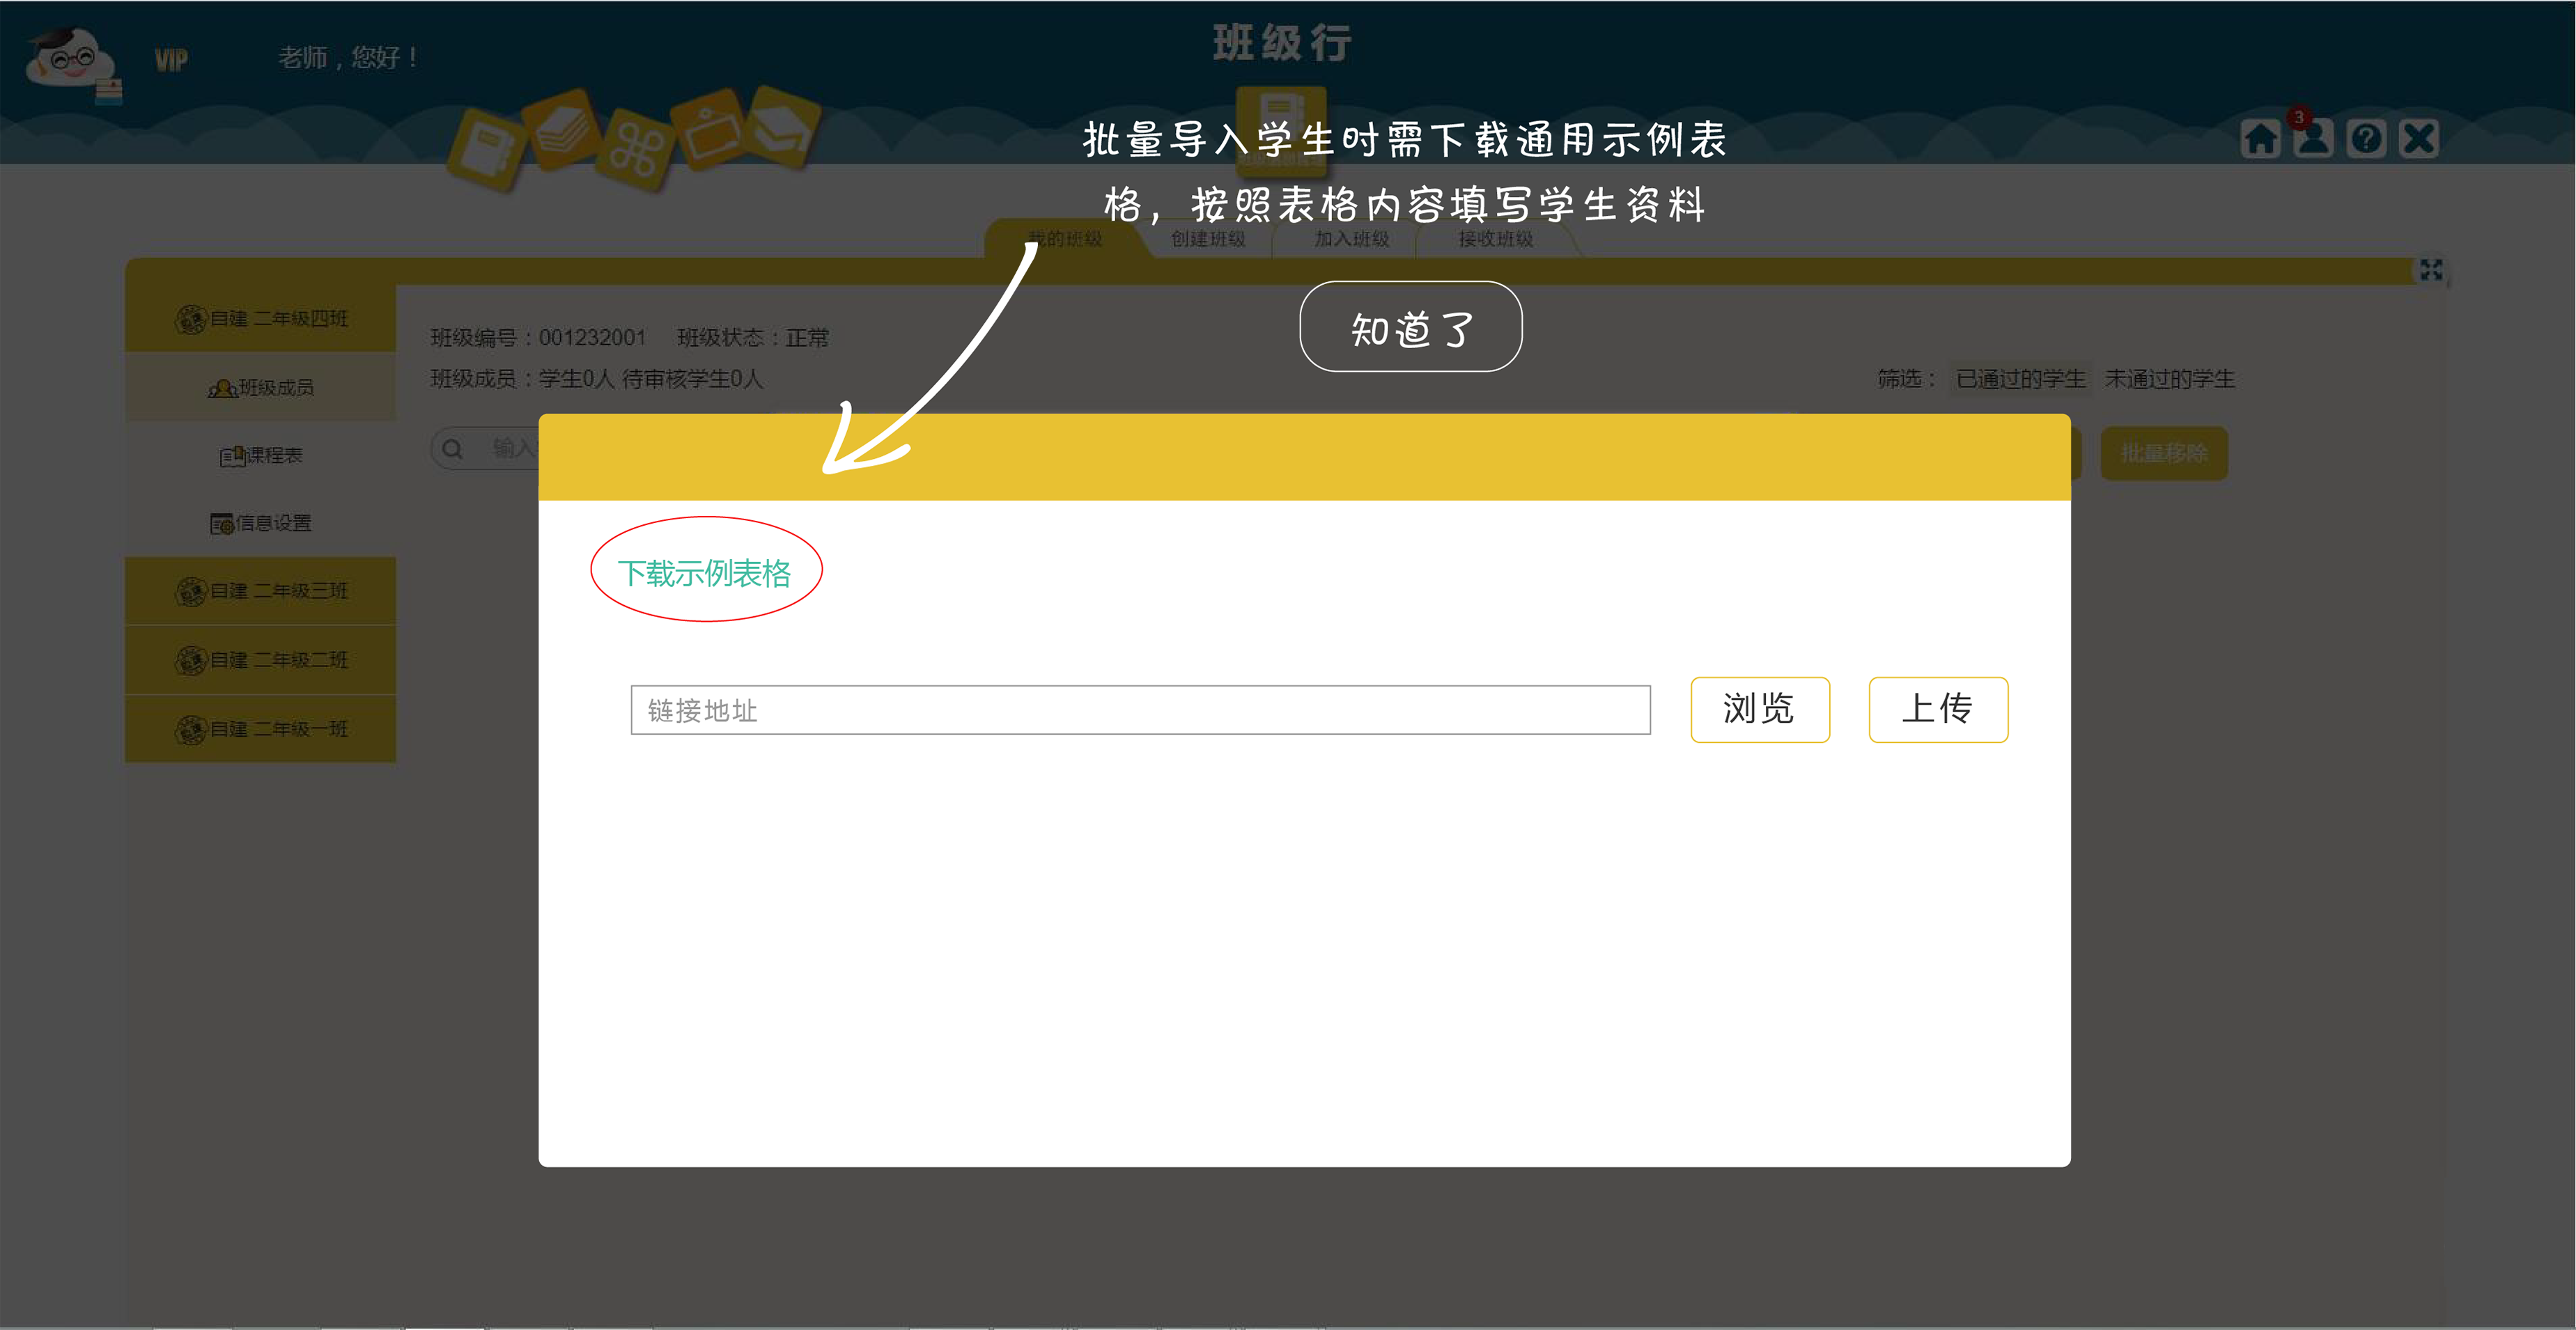 VIP
老师，您好！
班级行
3
批量导入学生时需下载通用示例表
格，按照表格内容填写学生资料
我的班级
创建班级
加入班级
接收班级
知道了
自建 二年级四班
班级成员
课程表
信息设置
自建 二年级三班
自建 二年级二班
自建 二年级一班
班级编号：001232001 班级状态：正常
班级成员：学生0人 待审核学生0人
筛选： 已通过的学生 未通过的学生
输入
批量移除
下载示例表格
链接地址
浏览
上传